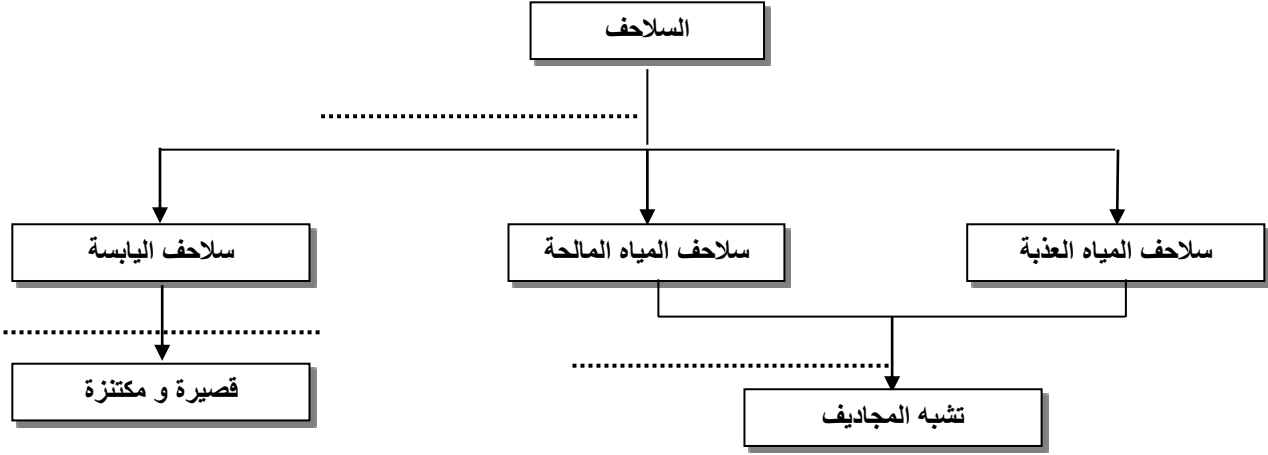 السلاحف
سلاحف المياه العذبة
سلاحف المياه المالحة
سلاحف اليابسة
تشبه المجاديف
قصيرة و مكتنزة